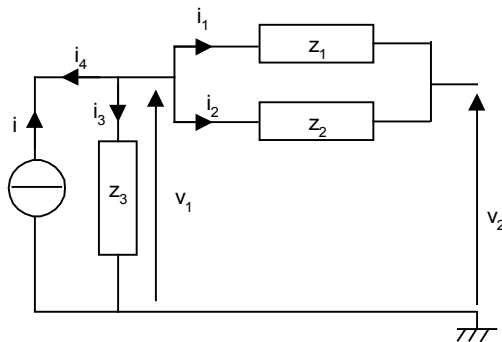 i₁
z₁
i₄
i
i₃
i₂
z₂
z₃
v₁
v₂